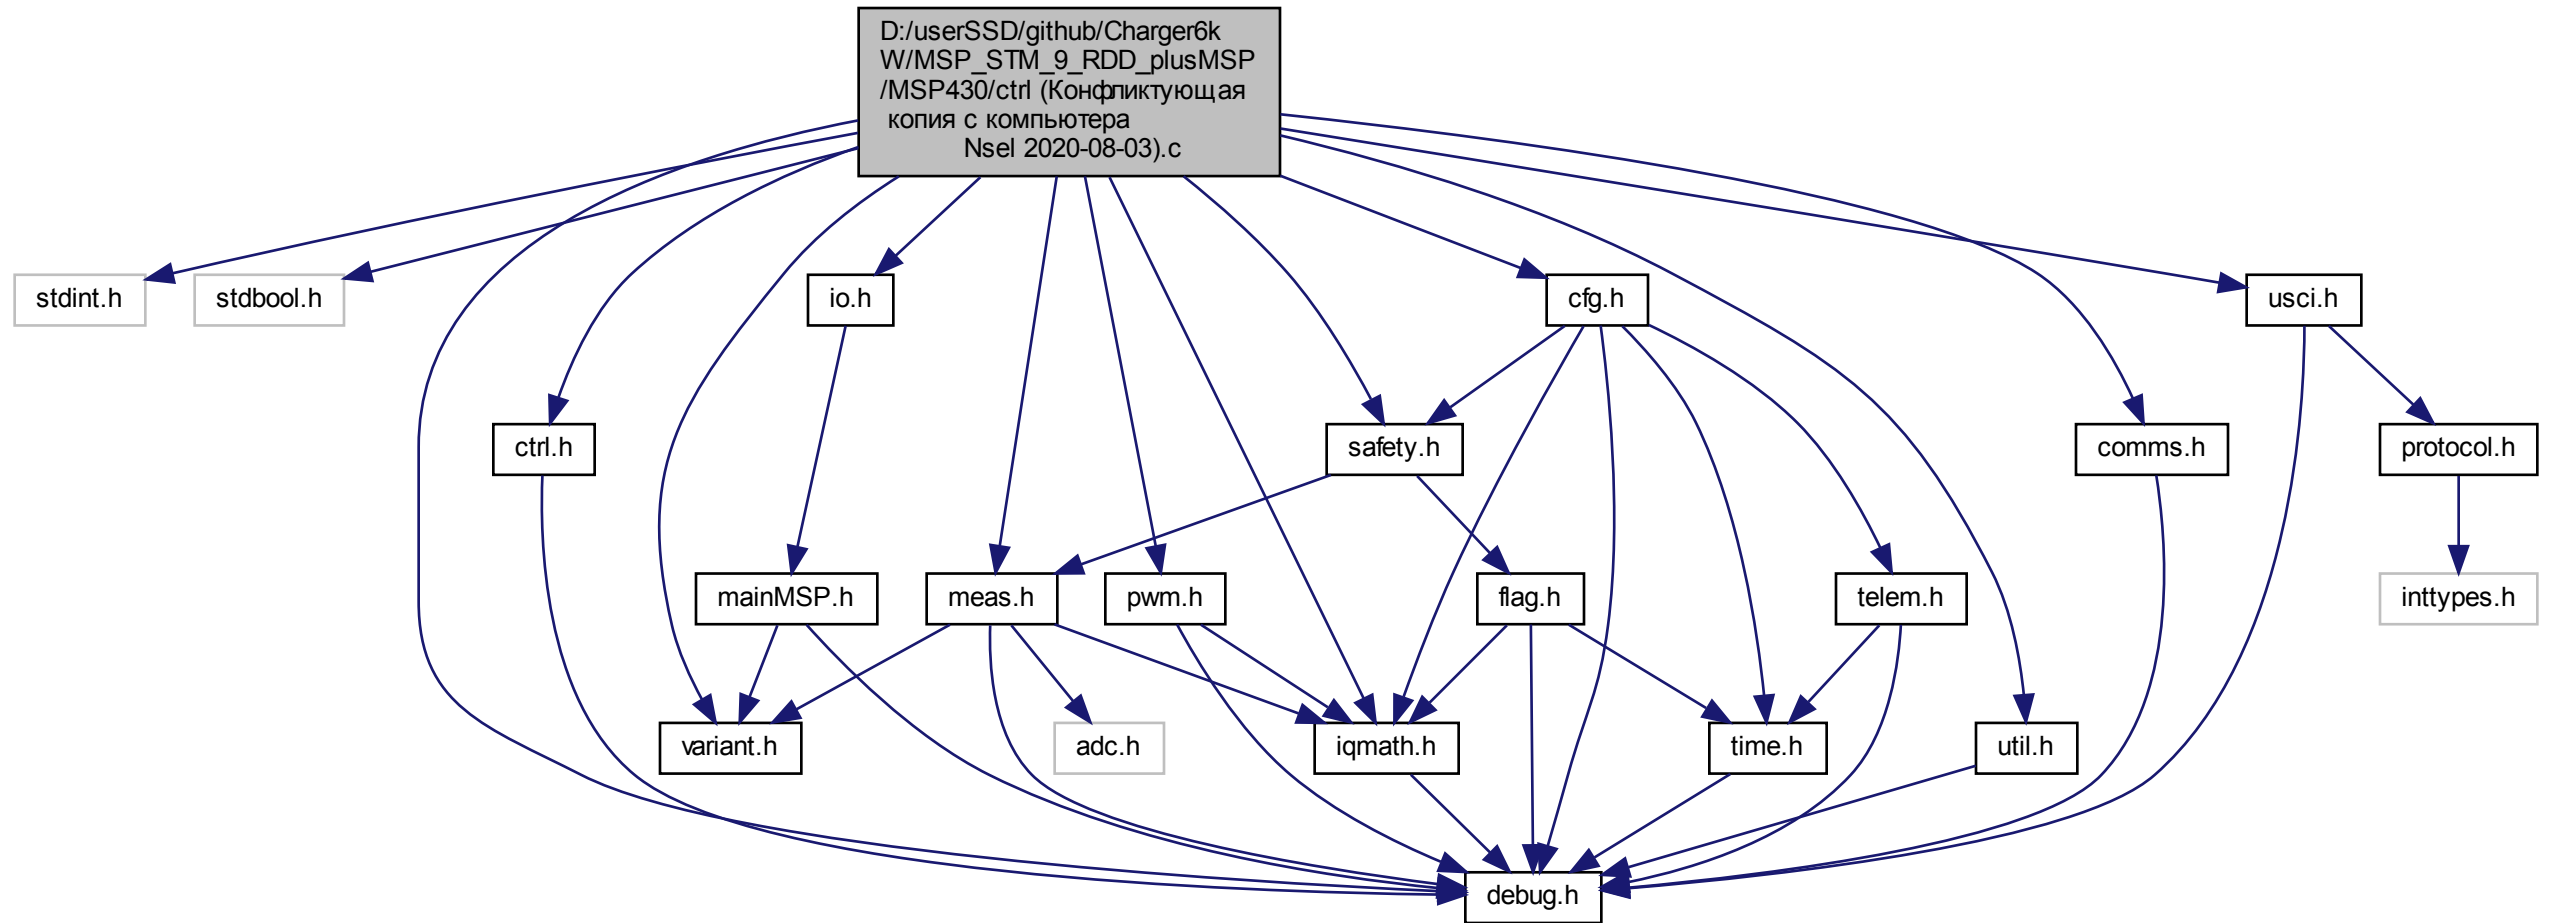 D:/userSSD/github/Charger6k
W/MSP_STM_9_RDD_plusMSP
/MSP430/ctrl (Конфликтующая
копия с компьютера
Nsel 2020-08-03).c
stdint.h
stdbool.h
io.h
cfg.h
usci.h
ctrl.h
safety.h
comms.h
protocol.h
mainMSP.h
meas.h
pwm.h
flag.h
telem.h
inttypes.h
variant.h
adc.h
iqmath.h
time.h
util.h
debug.h